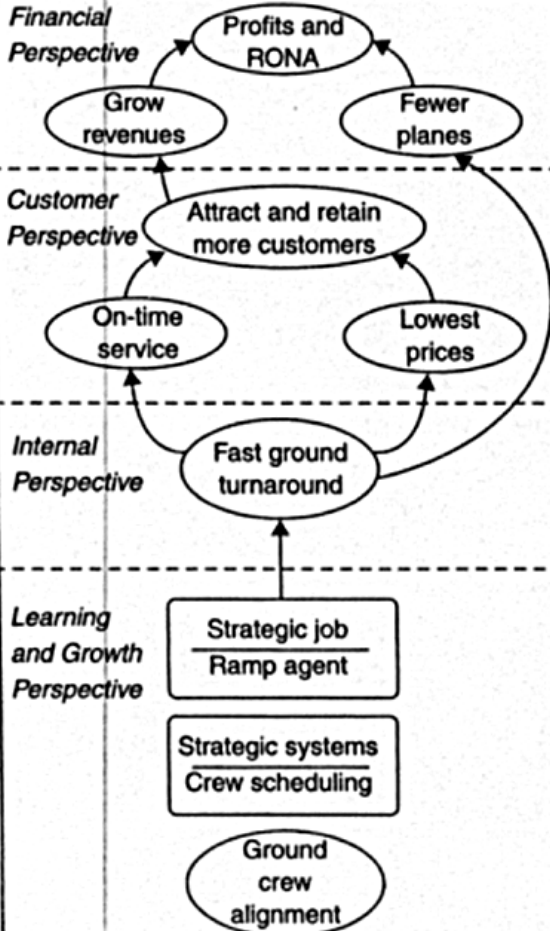 Financial
Perspective
Profits and
RONA
Grow
revenues
Fewer
planes
Customer
Perspective
Attract and retain
more customers
On-time
service
Lowest
prices
Internal
Perspective
Fast ground
turnaround
Learning
and Growth
Perspective
Strategic job
Ramp agent
Strategic systems
Crew scheduling
Ground
crew
alignment